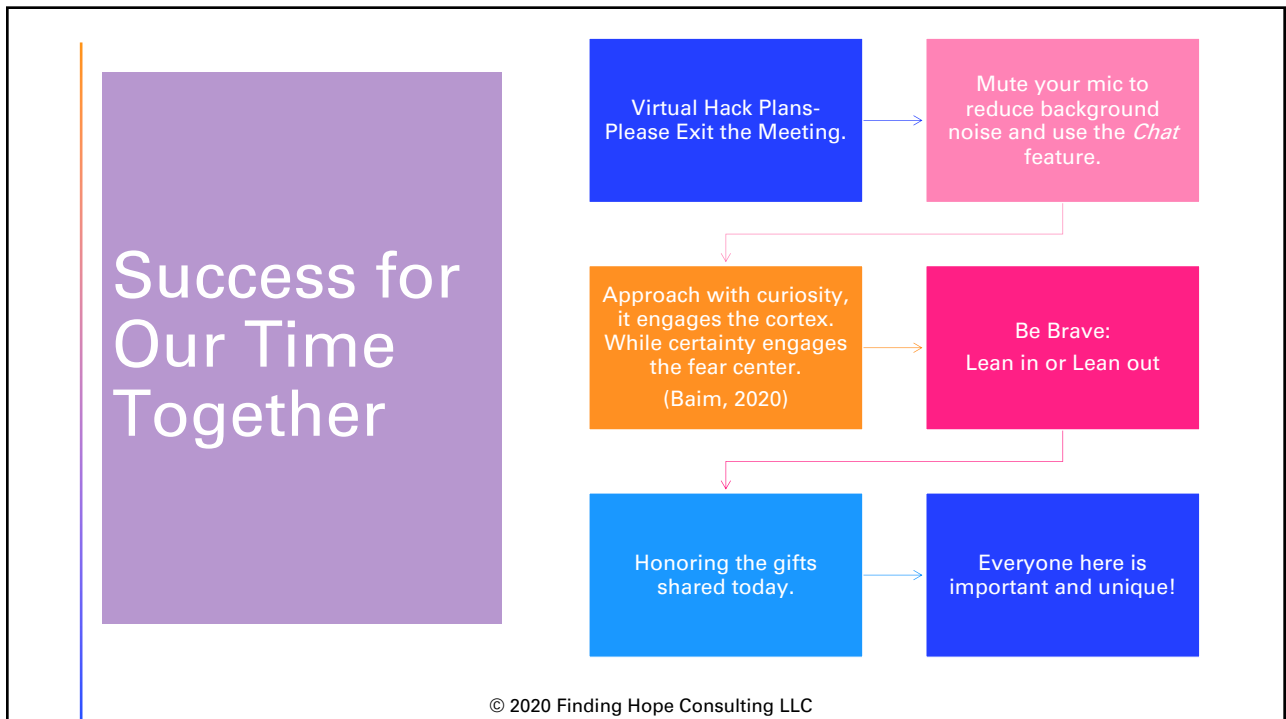 Success for
Our Time
Together
Virtual Hack Plans-
Please Exit the Meeting.
Mute your mic to
reduce background
noise and use the Chat
feature.
Approach with curiosity,
it engages the cortex.
While certainty engages
the fear center.
(Baim, 2020)
Be Brave:
Lean in or Lean out
Honoring the gifts
shared today.
Everyone here is
important and unique!
© 2020 Finding Hope Consulting LLC